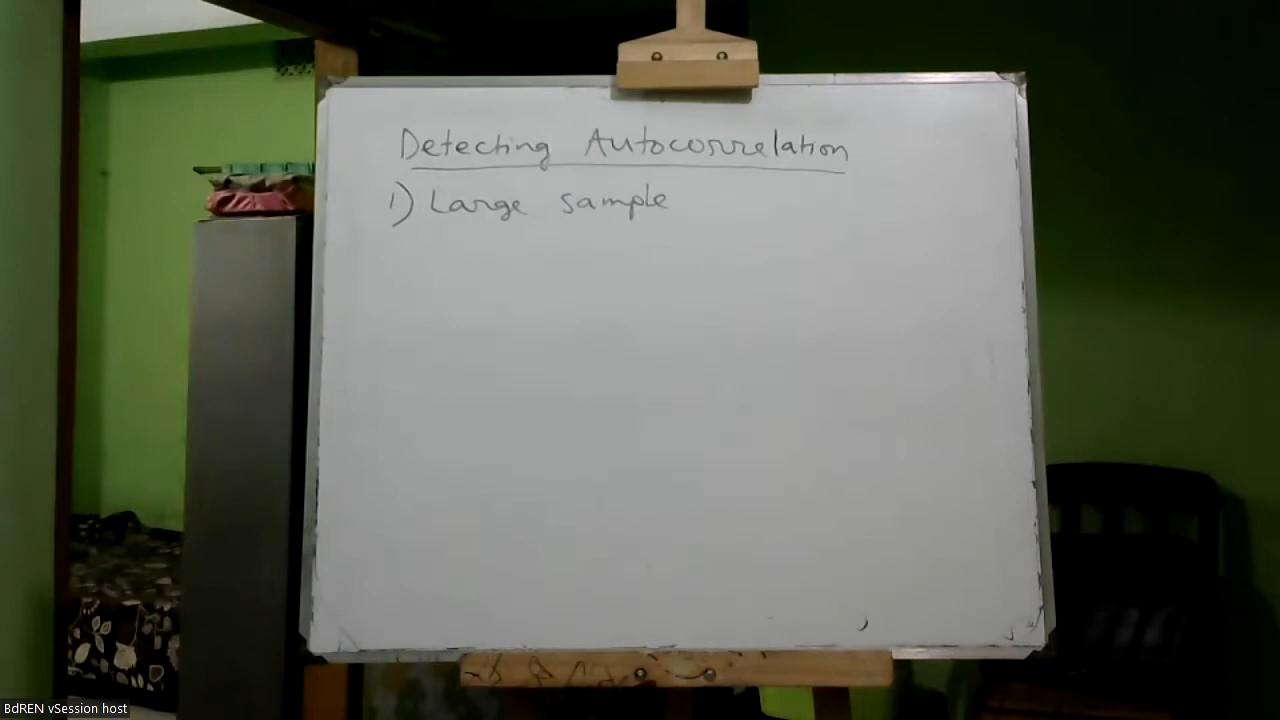 Detecting Autocorrelation
1) Large sample
BdREN vSession host